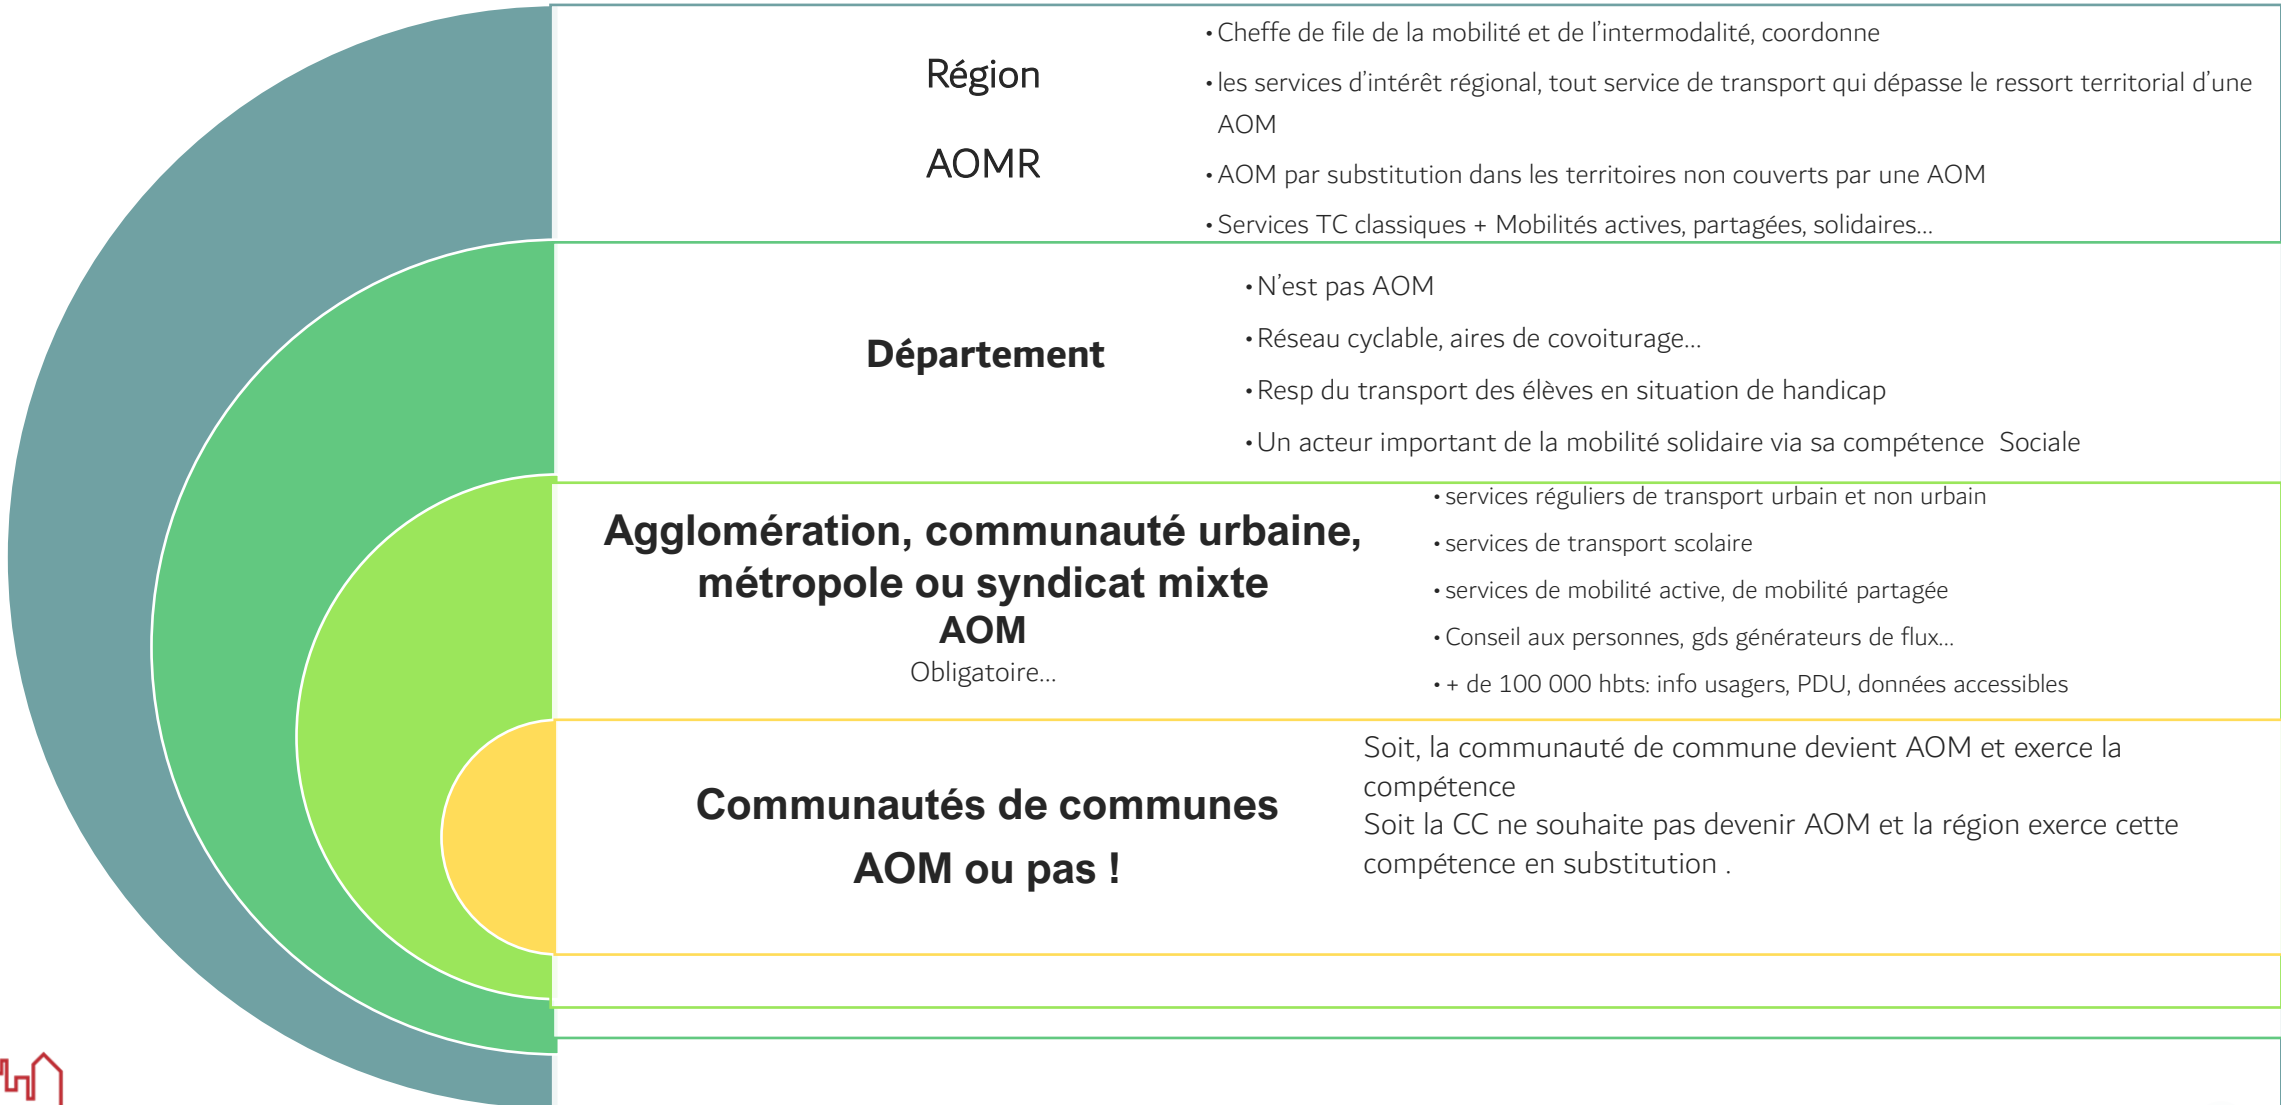 Région
AOMR
• Cheffe de file de la mobilité et de l'intermodalité, coordonne
• les services d'intérêt régional, tout service de transport qui dépasse le ressort territorial d'une
AOM
• AOM par substitution dans les territoires non couverts par une AOM
• Services TC classiques + Mobilités actives, partagées, solidaires...
Département
• N'est pas AOM
• Réseau cyclable, aires de covoiturage...
• Resp du transport des élèves en situation de handicap
• Un acteur important de la mobilité solidaire via sa compétence Sociale
Agglomération, communauté urbaine,
métropole ou syndicat mixte
AOM
Obligatoire...
• services réguliers de transport urbain et non urbain
• services de transport scolaire
• services de mobilité active, de mobilité partagée
• Conseil aux personnes, gds générateurs de flux...
• + de 100 000 hbts: info usagers, PDU, données accessibles
Communautés de communes
AOM ou pas !
Soit, la communauté de commune devient AOM et exerce la
compétence
Soit la CC ne souhaite pas devenir AOM et la région exerce cette
compétence en substitution .